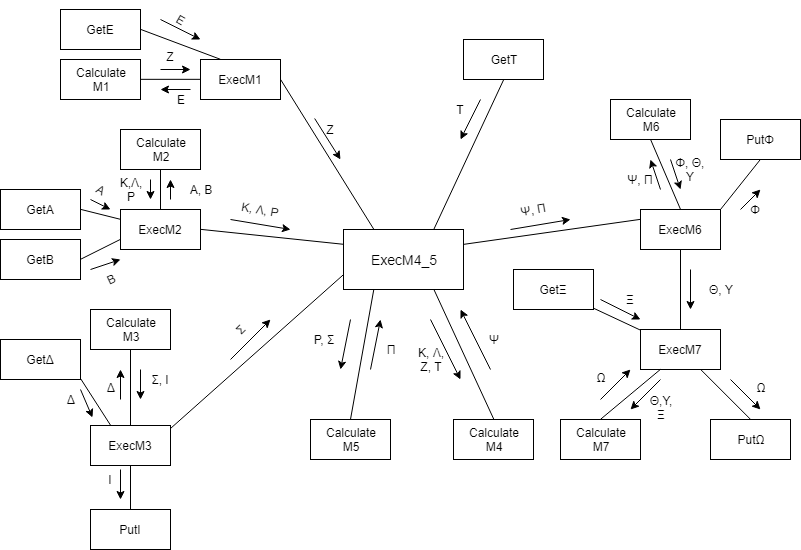 GetE
E
Z
Calculate
M1
ExecM1
E
GetT
T
Z
Calculate
M2
Κ,Λ,
Ρ
Α, Β
GetA
A
ExecM2
GetB
B
Κ, Λ, Ρ
ExecM4_5
Ψ, Π
Calculate
M6
PutΦ
Φ, Θ,
Υ
Ψ, Π
Φ
ExecM6
Θ, Υ
GetΞ
Ξ
ExecM7
Ω
Θ,Υ,
Ξ
Ω
Calculate
M7
PutΩ
Calculate
M3
GetΔ
Δ
Δ
Σ, Ι
Σ
ExecM3
Ι
PutI
Ρ, Σ
Π
Κ, Λ,
Ζ, Τ
Ψ
Calculate
M5
Calculate
M4